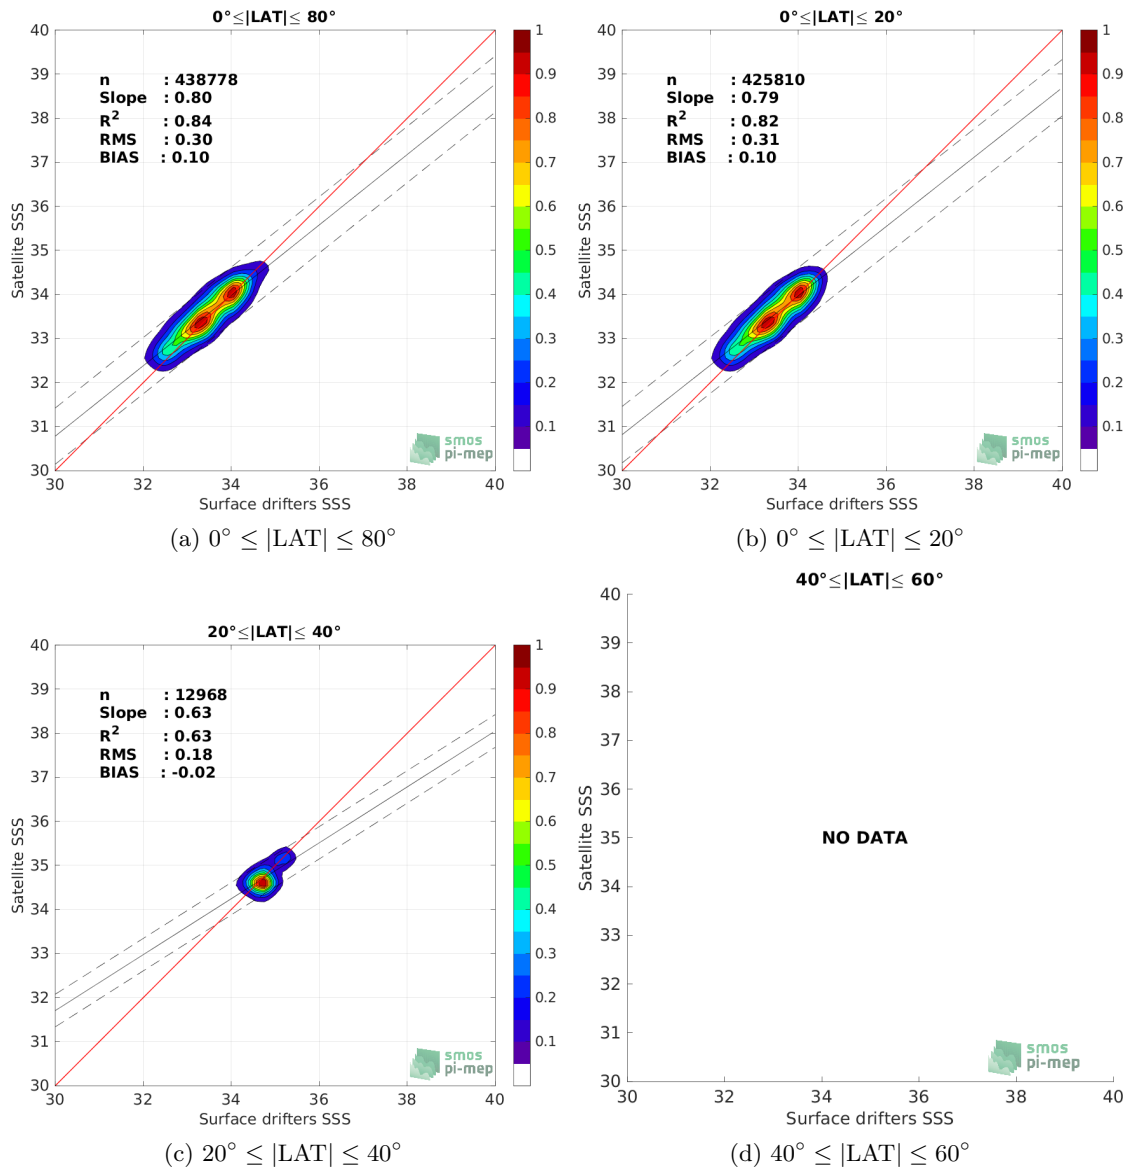 0°≤|LAT|≤ 80°
40
39
38
37
36
35
34
33
32
31
30
Satellite SSS
n : 438778
Slope : 0.80
R2 : 0.84
RMS : 0.30
BIAS : 0.10
smos
pi-mep
30 32 34 36 38 40
Surface drifters SSS
1
0.9
0.8
0.7
0.6
0.5
0.4
0.3
0.2
0.1
(a) 0° ≤ |LAT| ≤ 80°
0°≤|LAT|≤ 20°
40
39
38
37
36
35
34
33
32
31
30
Satellite SSS
n : 425810
Slope : 0.79
R2 : 0.82
RMS : 0.31
BIAS : 0.10
smos
pi-mep
30 32 34 36 38 40
Surface drifters SSS
1
0.9
0.8
0.7
0.6
0.5
0.4
0.3
0.2
0.1
(b) 0° ≤ |LAT| ≤ 20°
20°≤|LAT|≤ 40°
40
39
38
37
36
35
34
33
32
31
30
Satellite SSS
n : 12968
Slope : 0.63
R2 : 0.63
RMS : 0.18
BIAS : -0.02
smos
pi-mep
30 32 34 36 38 40
Surface drifters SSS
1
0.9
0.8
0.7
0.6
0.5
0.4
0.3
0.2
0.1
(c) 20° ≤ |LAT| ≤ 40°
40°≤|LAT|≤ 60°
40
39
38
37
36
35
34
33
32
31
30
Satellite SSS
NO DATA
smos
pi-mep
30 32 34 36 38 40
Surface drifters SSS
(d) 40° ≤ |LAT| ≤ 60°